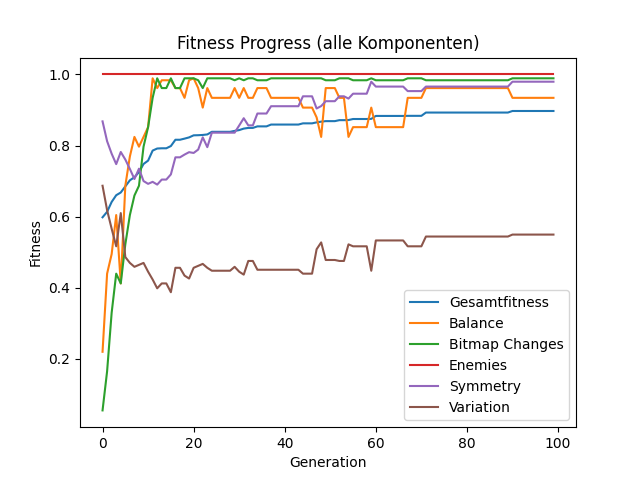 Fitness Progress (alle Komponenten)
Fitness
1.0
0.8
0.6
0.4
0.2
0
20
40
60
80
100
Generation
Gesamtfitness
Balance
Bitmap Changes
Enemies
Symmetry
Variation